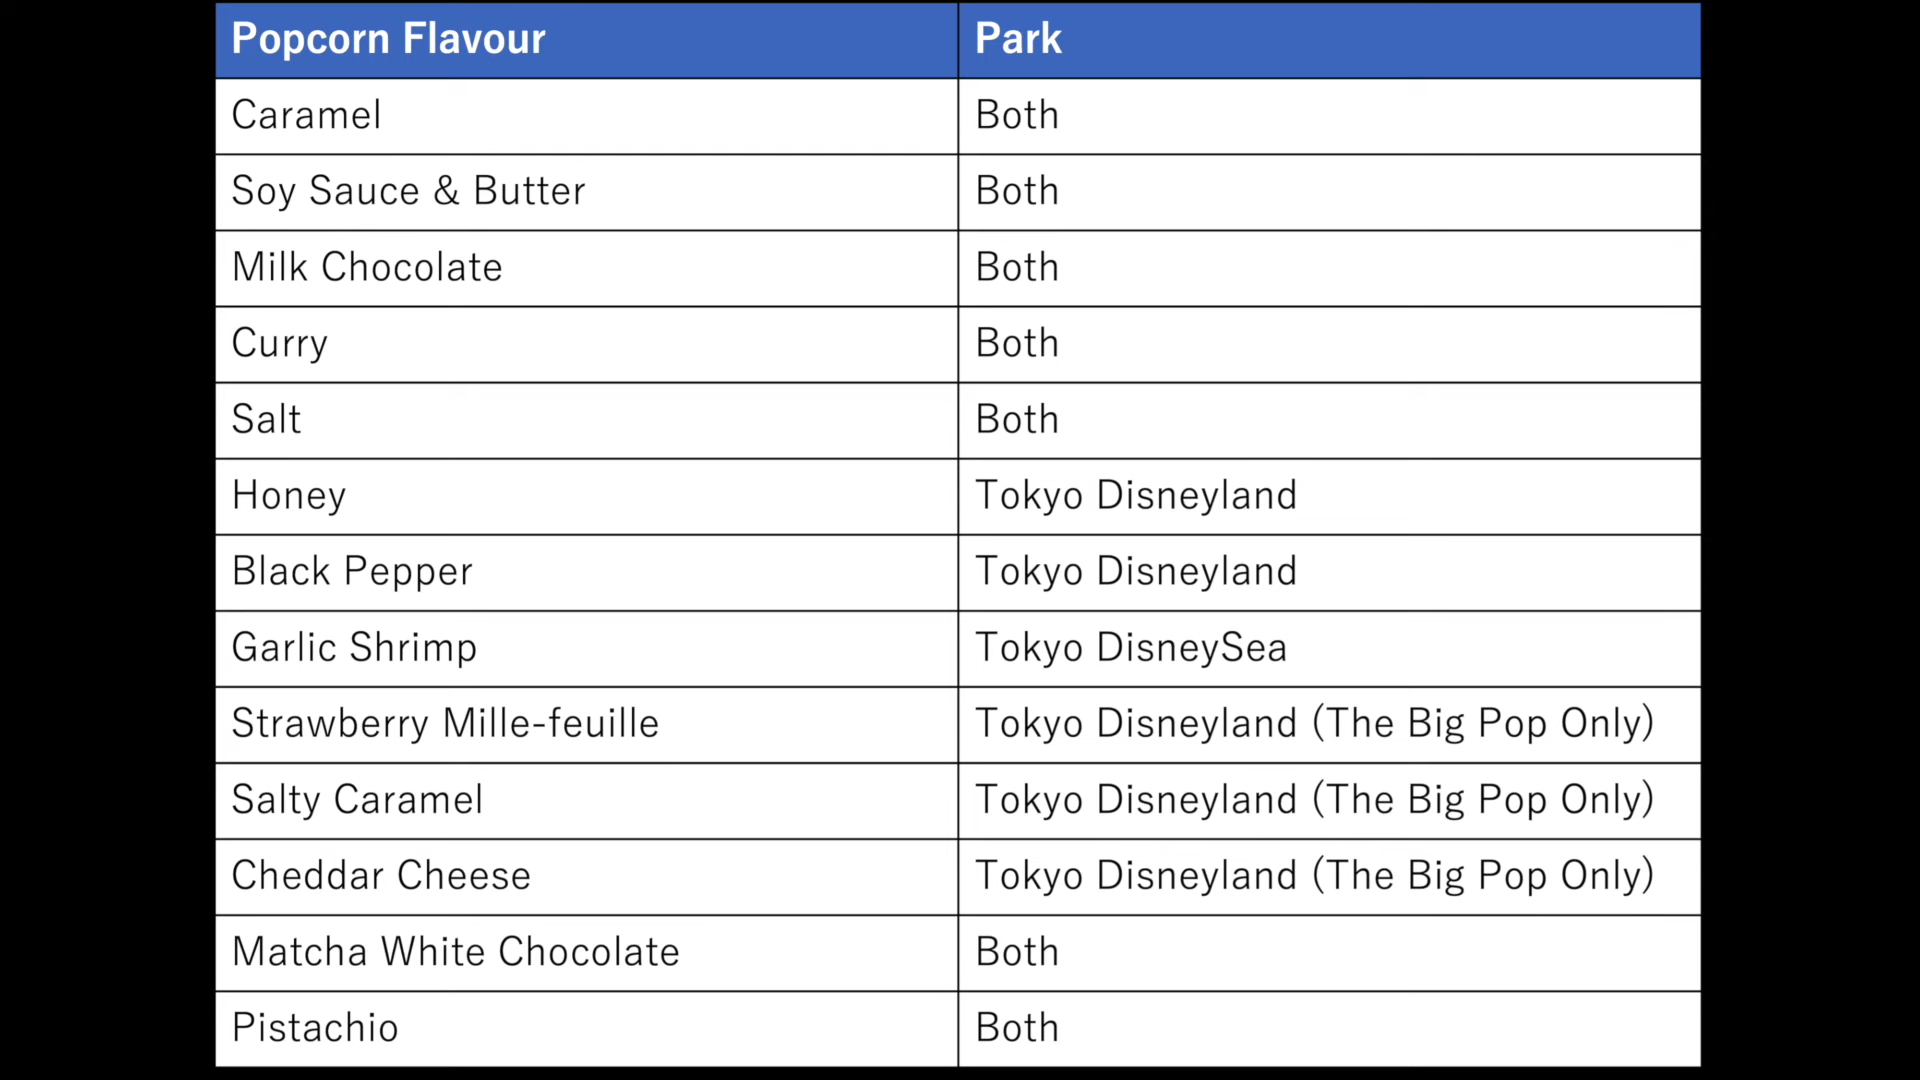 Popcorn Flavour Park
Caramel Both
Soy Sauce & Butter Both
Milk Chocolate Both
Curry Both
Salt Both
Honey Tokyo Disneyland
Black Pepper Tokyo Disneyland
Garlic Shrimp Tokyo DisneySea
Strawberry Mille-feuille Tokyo Disneyland (The Big Pop Only)
Salty Caramel Tokyo Disneyland (The Big Pop Only)
Cheddar Cheese Tokyo Disneyland (The Big Pop Only)
Matcha White Chocolate Both
Pistachio Both